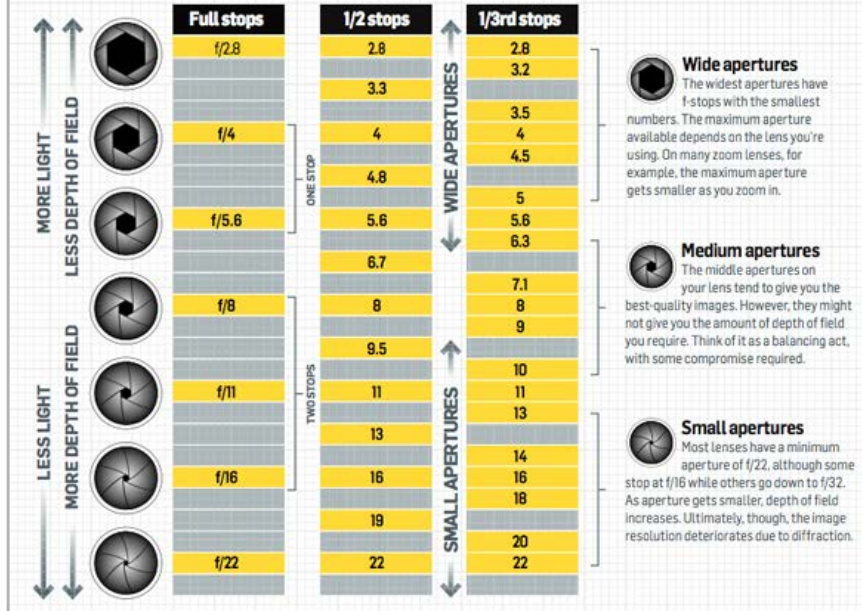 MORE LIGHT
LESS DEPTH OF FIELD
LESS LIGHT
MORE DEPTH OF FIELD
Full stops
f/2.8
f/4
f/5.6
f/8
f/11
f/16
f/22
ONE STOP
TWO STOPS
1/2 stops
2.8
3.3
4
4.8
5.6
6.7
8
9.5
11
13
16
19
22
WIDE APERTURES
SMALL APERTURES
1/3rd stops
2.8
3.2
3.5
4
4.5
5
5.6
6.3
7.1
8
9
10
11
13
14
16
18
20
22
Wide apertures
The widest apertures have
f-stops with the smallest
numbers. The maximum aperture
available depends on the lens you're
using. On many zoom lenses, for
example, the maximum aperture
gets smaller as you zoom in.
Medium apertures
The middle apertures on
your lens tend to give you the
best-quality images. However, they might
not give you the amount of depth of field
you require. Think of it as a balancing act,
with some compromise required.
Small apertures
Most lenses have a minimum
aperture of f/22, although some
stop at f/16 while others go down to f/32.
As aperture gets smaller, depth of field
increases. Ultimately, though, the image
resolution deteriorates due to diffraction.